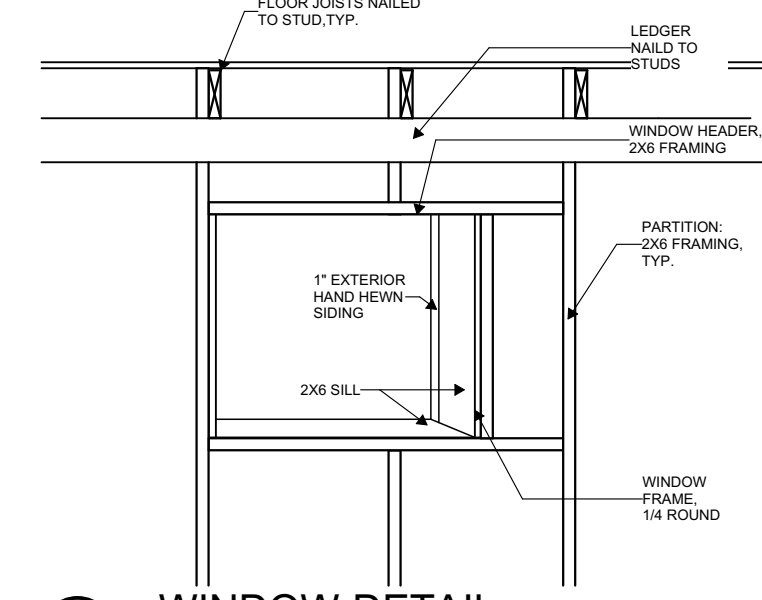 FLOOR JOISTS NAILED
TO STUD,TYP.
LEDGER
NAILD TO
STUDS
WINDOW HEADER,
2X6 FRAMING
PARTITION:
2X6 FRAMING,
TYP.
1" EXTERIOR
HAND HEWN
SIDING
2X6 SILL
WINDOW
FRAME,
1/4 ROUND
WINDOW DETAIL